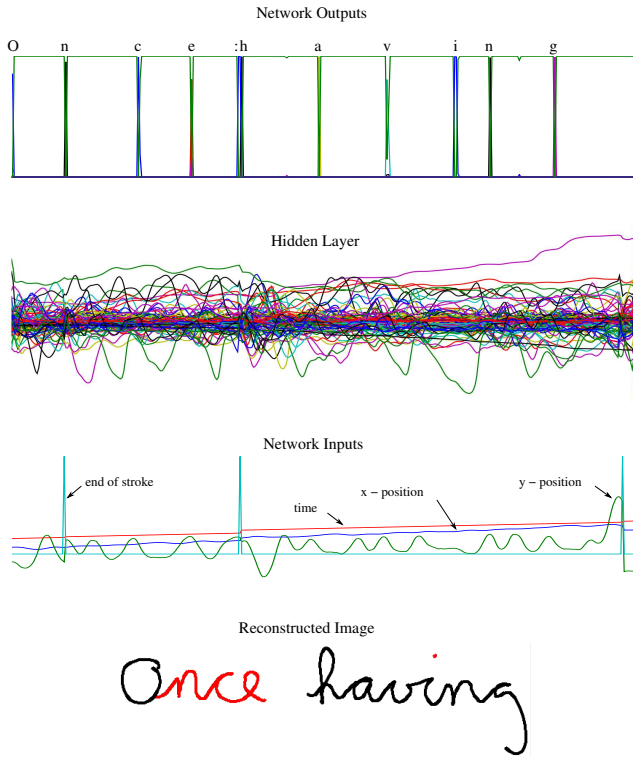 Network Outputs
O n c e :h a v i n g
Hidden Layer
Network Inputs
end of stroke
time
x – position
y – position
Reconstructed Image
Once having